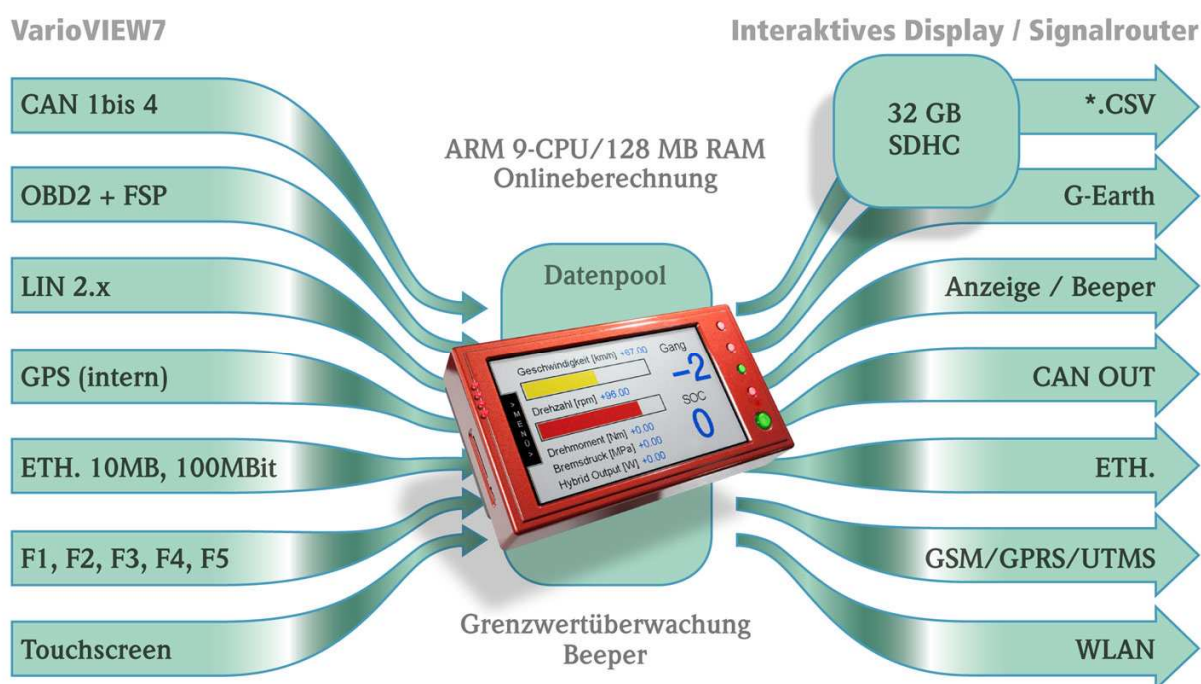 VarioVIEW7
Interaktives Display / Signalrouter
CAN 1bis 4
OBD2 + FSP
LIN 2.x
GPS (intern)
ETH. 10MB, 100MBit
F1, F2, F3, F4, F5
Touchscreen
ARM 9-CPU/128 MB RAM
Onlineberechnung
Datenpool
Geschwindigkeit [km/h] +67.00
Gang
-2
Drehzahl [rpm] +96.00
SOC
0
Drehmoment [Nm] +0.00
Bremsdruck [MPa] +0.00
Hybrid Output [W] +0.00
> MENÜ >
Grenzwertüberwachung
Beeper
32 GB
SDHC
*.CSV
G-Earth
Anzeige / Beeper
CAN OUT
ETH.
GSM/GPRS/UTMS
WLAN